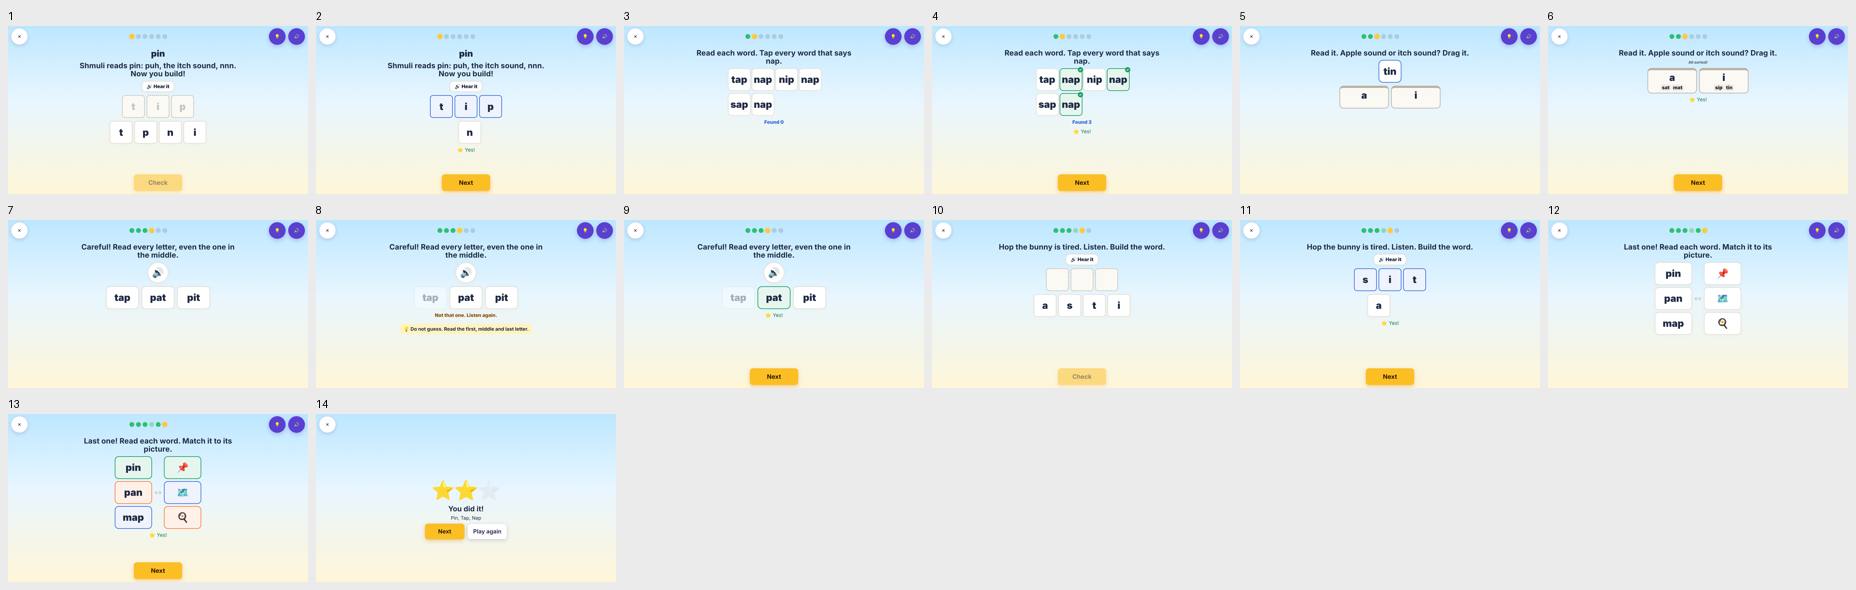 1
pin
Shmuli reads pin: puh, the itch sound, nnn.
Now you build!
Hear it
t i p
t p n i
Check
2
pin
Shmuli reads pin: puh, the itch sound, nnn.
Now you build!
Hear it
t i p
n
Yes!
Next
3
Read each word. Tap every word that says
nap.
tap nap nip nap
sap nap
Found 0
4
Read each word. Tap every word that says
nap.
tap nap nip nap
sap nap
Found 3
Yes!
Next
5
Read it. Apple sound or itch sound? Drag it.
tin
a i
6
Read it. Apple sound or itch sound? Drag it.
All sorted!
a i
sat mat sip tin
Yes!
Next
7
Careful! Read every letter, even the one in
the middle.
tap pat pit
8
Careful! Read every letter, even the one in
the middle.
tap pat pit
Not that one. Listen again.
Do not guess. Read the first, middle and last letter.
9
Careful! Read every letter, even the one in
the middle.
tap pat pit
Yes!
Next
10
Hop the bunny is tired. Listen. Build the word.
Hear it
a s t i
Check
11
Hop the bunny is tired. Listen. Build the word.
Hear it
s i t
a
Yes!
Next
12
Last one! Read each word. Match it to its
picture.
pin
pan
map
13
Last one! Read each word. Match it to its
picture.
pin
pan
map
Yes!
Next
14
You did it!
Pin, Tap, Nap
Next Play again